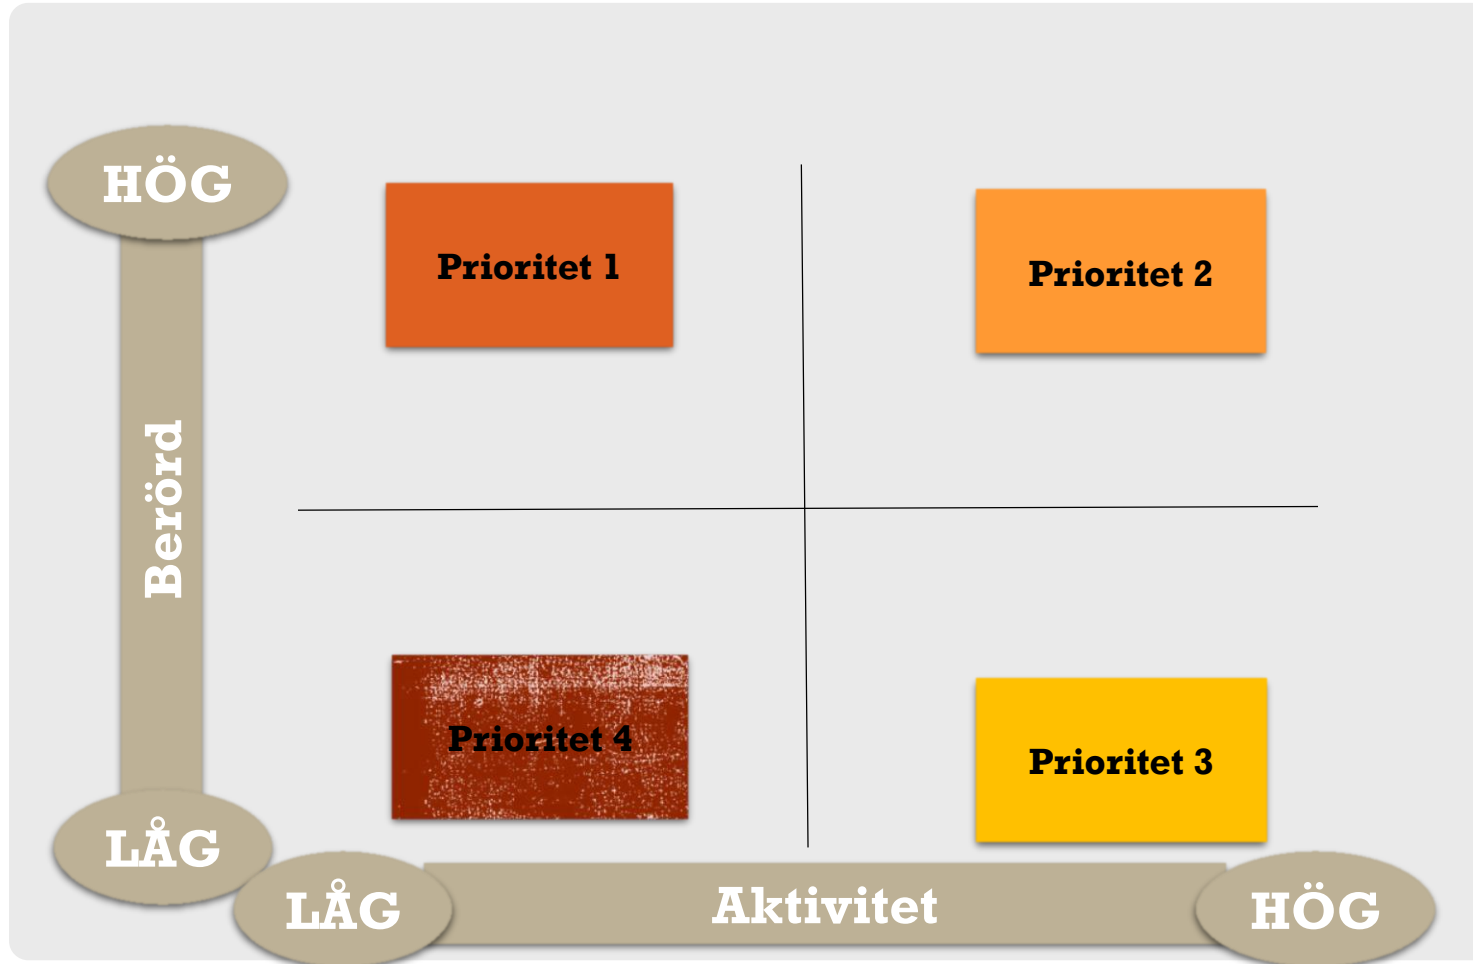 HÖG
Prioritet 1
Prioritet 2
Berörd
Prioritet 4
Prioritet 3
LÅG
LÅG
Aktivitet
HÖG